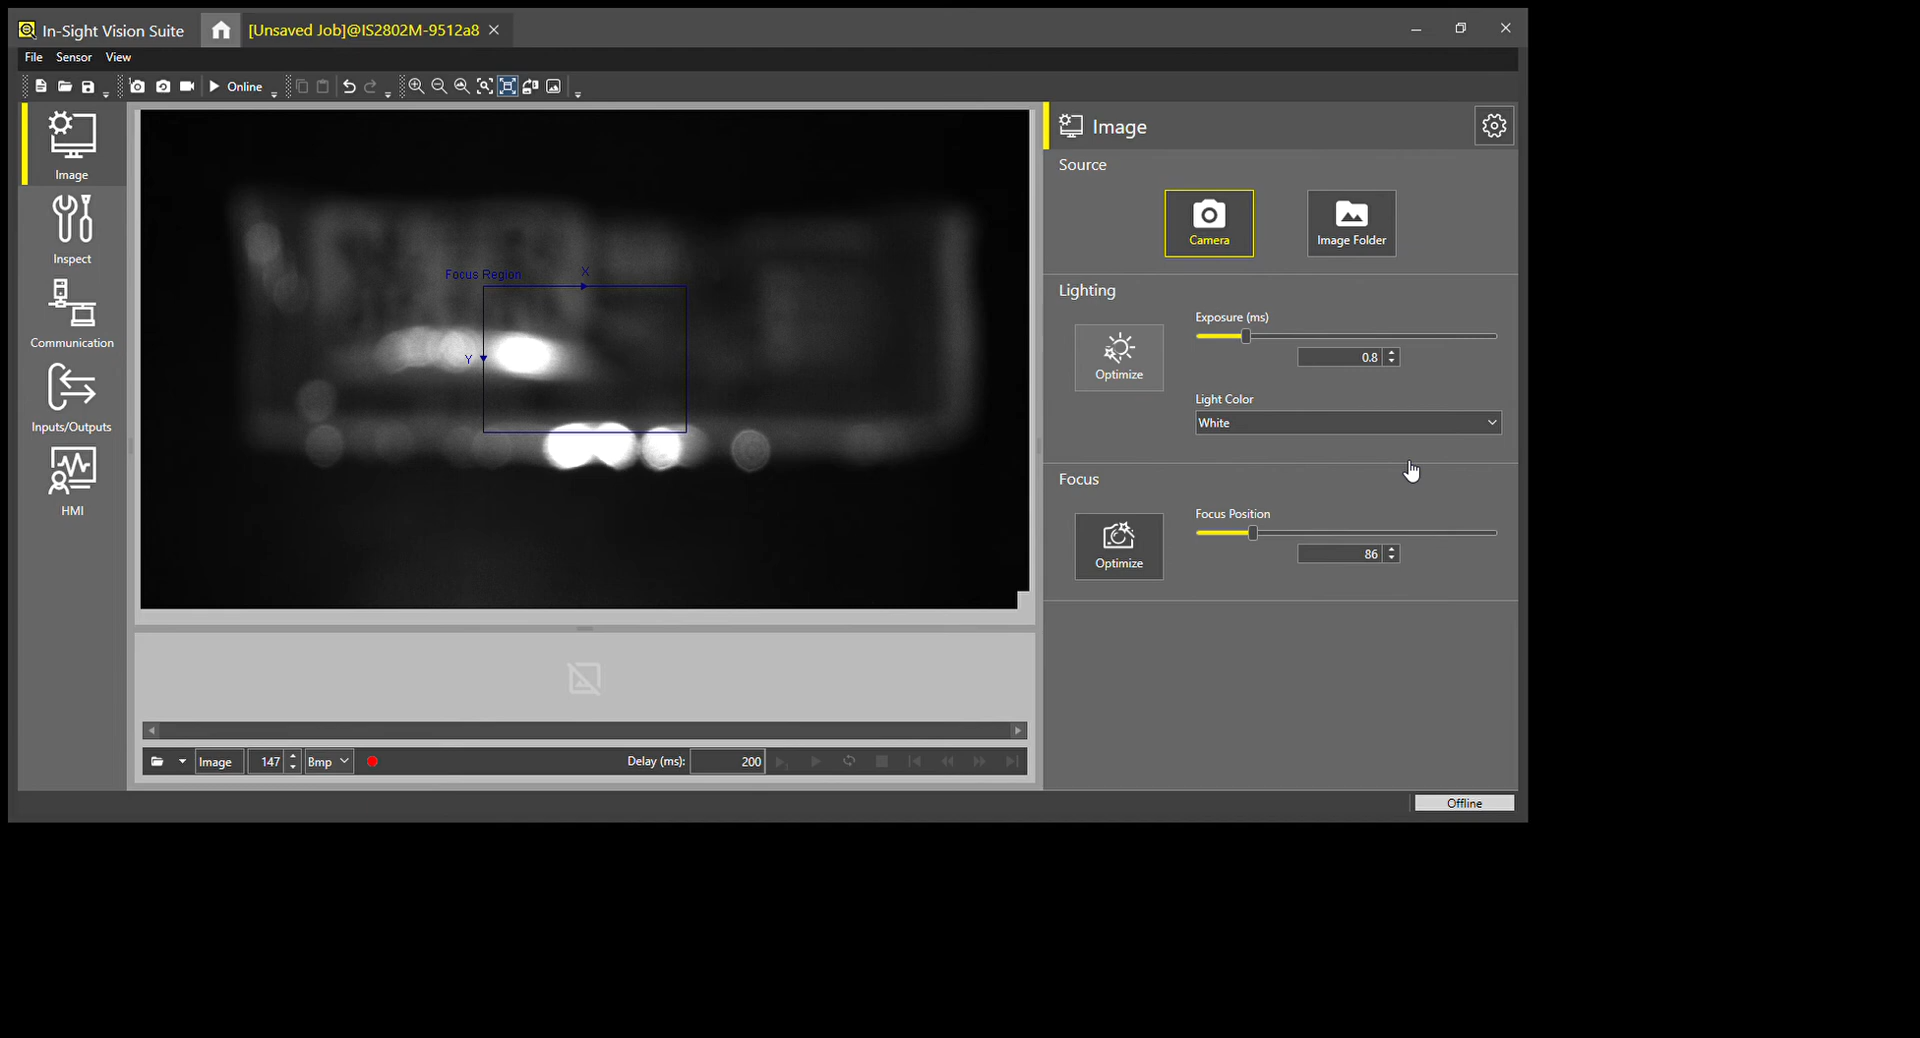 In-Sight Vision Suite
[Unsaved Job]@IS2802M-9512a8
File Sensor View
Online
Image
Inspect
Communication
Inputs/Outputs
HMI
Focus Region X
Y
Image 147 Bmp Delay (ms): 200
Image
Source
Camera Image Folder
Lighting
Optimize
Exposure (ms)
0.8
Light Color
White
Focus
Optimize
Focus Position
86
Offline